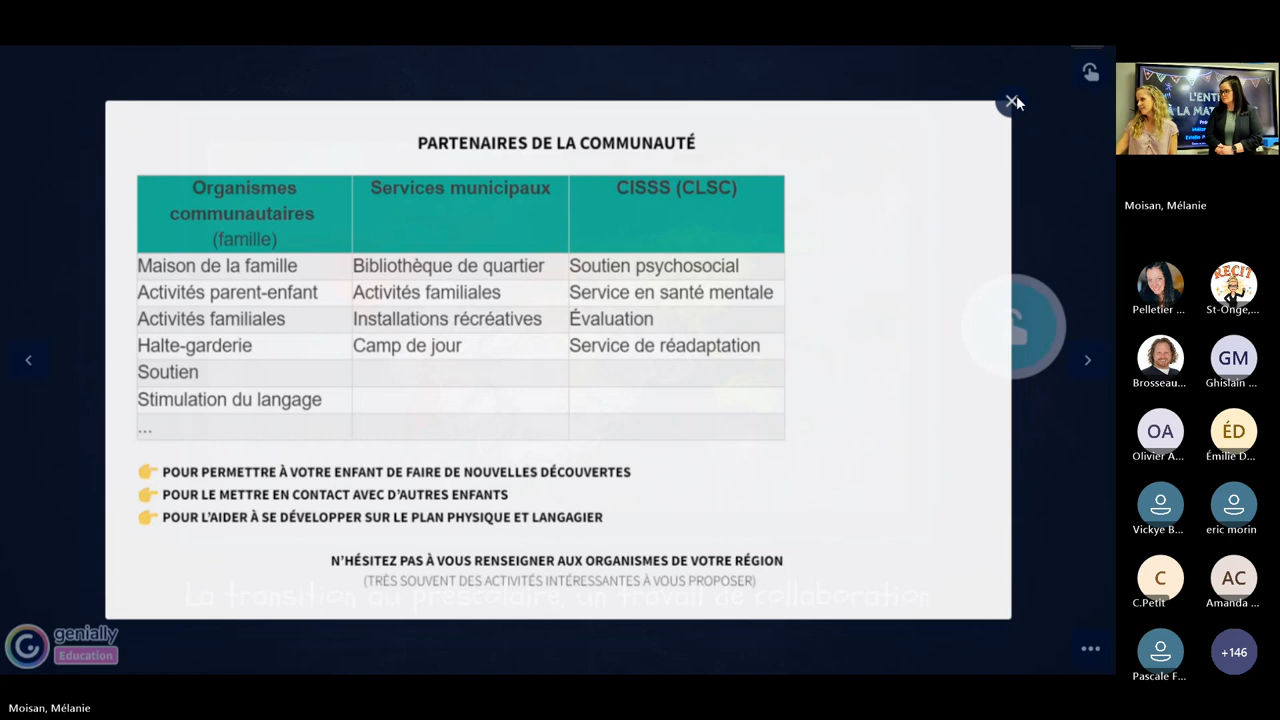 PARTENAIRES DE LA COMMUNAUTÉ
Organismes communautaires (famille) Services municipaux CISSS (CLSC)
Maison de la famille Bibliothèque de quartier Soutien psychosocial
Activités parent-enfant Activités familiales Service en santé mentale
Activités familiales Installations récréatives Évaluation
Halte-garderie Camp de jour Service de réadaptation
Soutien
Stimulation du langage
...
👉 POUR PERMETTRE À VOTRE ENFANT DE FAIRE DE NOUVELLES DÉCOUVERTES
👉 POUR LE METTRE EN CONTACT AVEC D'AUTRES ENFANTS
👉 POUR L'AIDER À SE DÉVELOPPER SUR LE PLAN PHYSIQUE ET LANGAGIER
N'HÉSITEZ PAS À VOUS RENSEIGNER AUX ORGANISMES DE VOTRE RÉGION
(TRÈS SOUVENT DES ACTIVITÉS INTÉRESSANTES À VOUS PROPOSER)
La transition au préscolaire, un travail de collaboration
genially
Education
Moisan, Mélanie
L'ENT
À LA MAT
Moisan, Mélanie
Pelletier ... St-Onge,...
RÉCIT
Brosseau... GM Ghislain ...
OA Olivier A... ÉD Émilie D...
Vickye B... eric morin
C C.Petit AC Amanda ...
Pascale F... +146